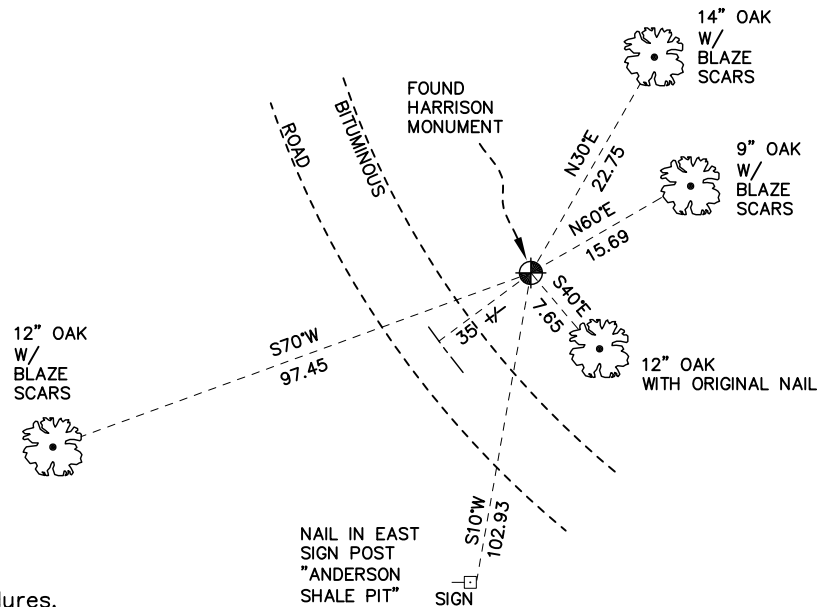 14” OAK
W/
BLAZE
SCARS
FOUND
HARRISON
MONUMENT
ROAD
BITUMINOUS
N30°E
22.75
9” OAK
W/
BLAZE
SCARS
N60°E
15.69
S40°E
7.65
35’ +/-
12” OAK
W/
BLAZE
SCARS
S70°W
97.45
12” OAK
WITH ORIGINAL NAIL
S10°W
102.93
NAIL IN EAST
SIGN POST
”ANDERSON
SHALE PIT”
SIGN
dures.